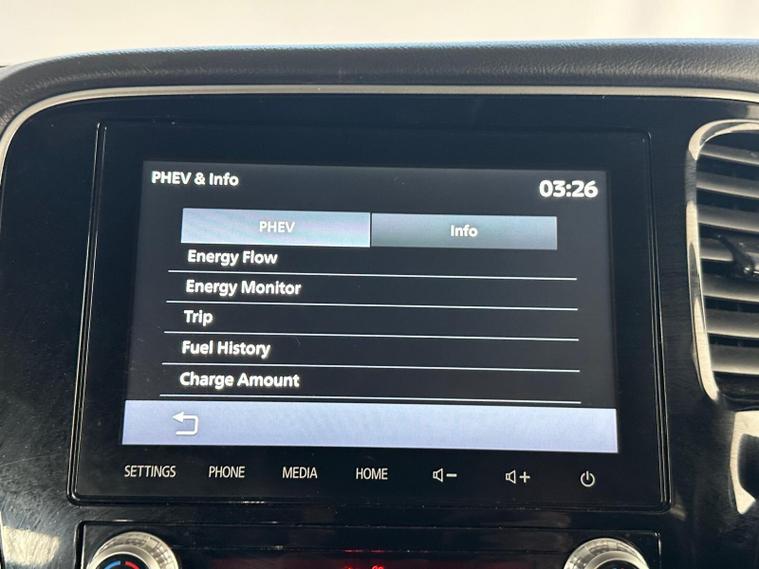 PHEV & Info
03:26
PHEV
Info
Energy Flow
Energy Monitor
Trip
Fuel History
Charge Amount
SETTINGS PHONE MEDIA HOME − +